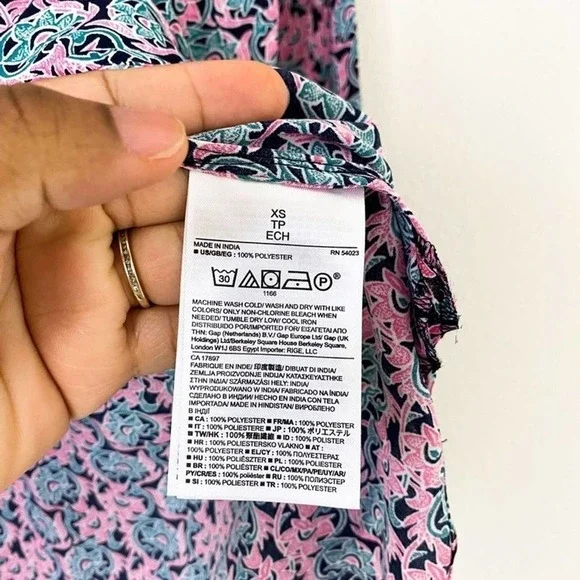 XS
TP
ECH
MADE IN INDIA RN 54023
■ US/GB/EG : 100% POLYESTER
30 P ®
1166
MACHINE WASH COLD/ WASH AND DRY WITH LIKE
COLORS/ ONLY NON-CHLORINE BLEACH WHEN
NEEDED/ TUMBLE DRY LOW/ COOL IRON
DISTRIBUIDO POR/IMPORTED FOR/ ΕΙΣΑΓΕΤΑΙ ΑΠΟ
ΤΗΝ: Gap (Netherlands) B.V./ Gap Europe Ltd./ Gap (UK
Holdings) Ltd/Berkeley Square House Berkeley Square,
London W1J 6BS Egypt Importer: RIGE, LLC
CA 17897
FABRIQUÉ EN INDE/ 印度製造/ DIBUAT DI INDIA/
ZEMLJA PROIZVODNJE INDIJA/ ΚΑΤΑΣΚΕΥΑΣΤΗΚΕ
ΣΤΗΝ ΙΝΔΙΑ/ SZÁRMAZÁSI HELY: INDIA/
WYPRODUKOWANO W INDIAI/ FABRICADO NA ÍNDIA/
СДЕЛАНО В ИНДИИ/ HECHO EN INDIA CON TELA
IMPORTADA/ MADE IN HINDISTAN/ ВИРОБЛЕНО
В ІНДІЇ
■ CA : 100% POLYESTER ■ FR/MA : 100% POLYESTER
■ IT : 100% POLIESTERE ■ JP : 100% ポリエステル
■ TW/HK : 100% 聚酯纖維 ■ ID : 100% POLIESTER
■ HR : 100% POLIESTERSKO VLAKNO ■ AT :
100% POLYESTER ■ EL/CY : 100% ΠΟΛΥΕΣΤΕΡΑΣ
■ HU : 100% POLIÉSZTER ■ PL : 100% POLIESTER
■ BR : 100% POLIÉSTER ■ CL/CO/MX/PE/UY/AR/
PY/CR/ES : 100% poliéster ■ RU : 100% ПОЛИЭСТЕР
■ SI : 100% POLIESTER ■ TR : 100% POLYESTER